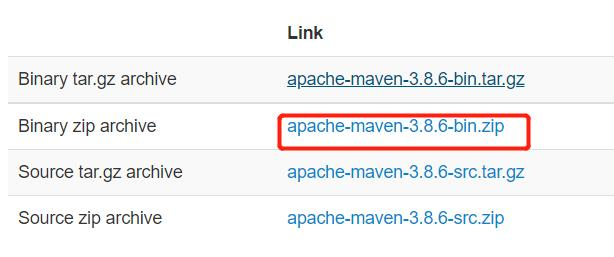 Link
Binary tar.gz archive apache-maven-3.8.6-bin.tar.gz
Binary zip archive apache-maven-3.8.6-bin.zip
Source tar.gz archive apache-maven-3.8.6-src.tar.gz
Source zip archive apache-maven-3.8.6-src.zip